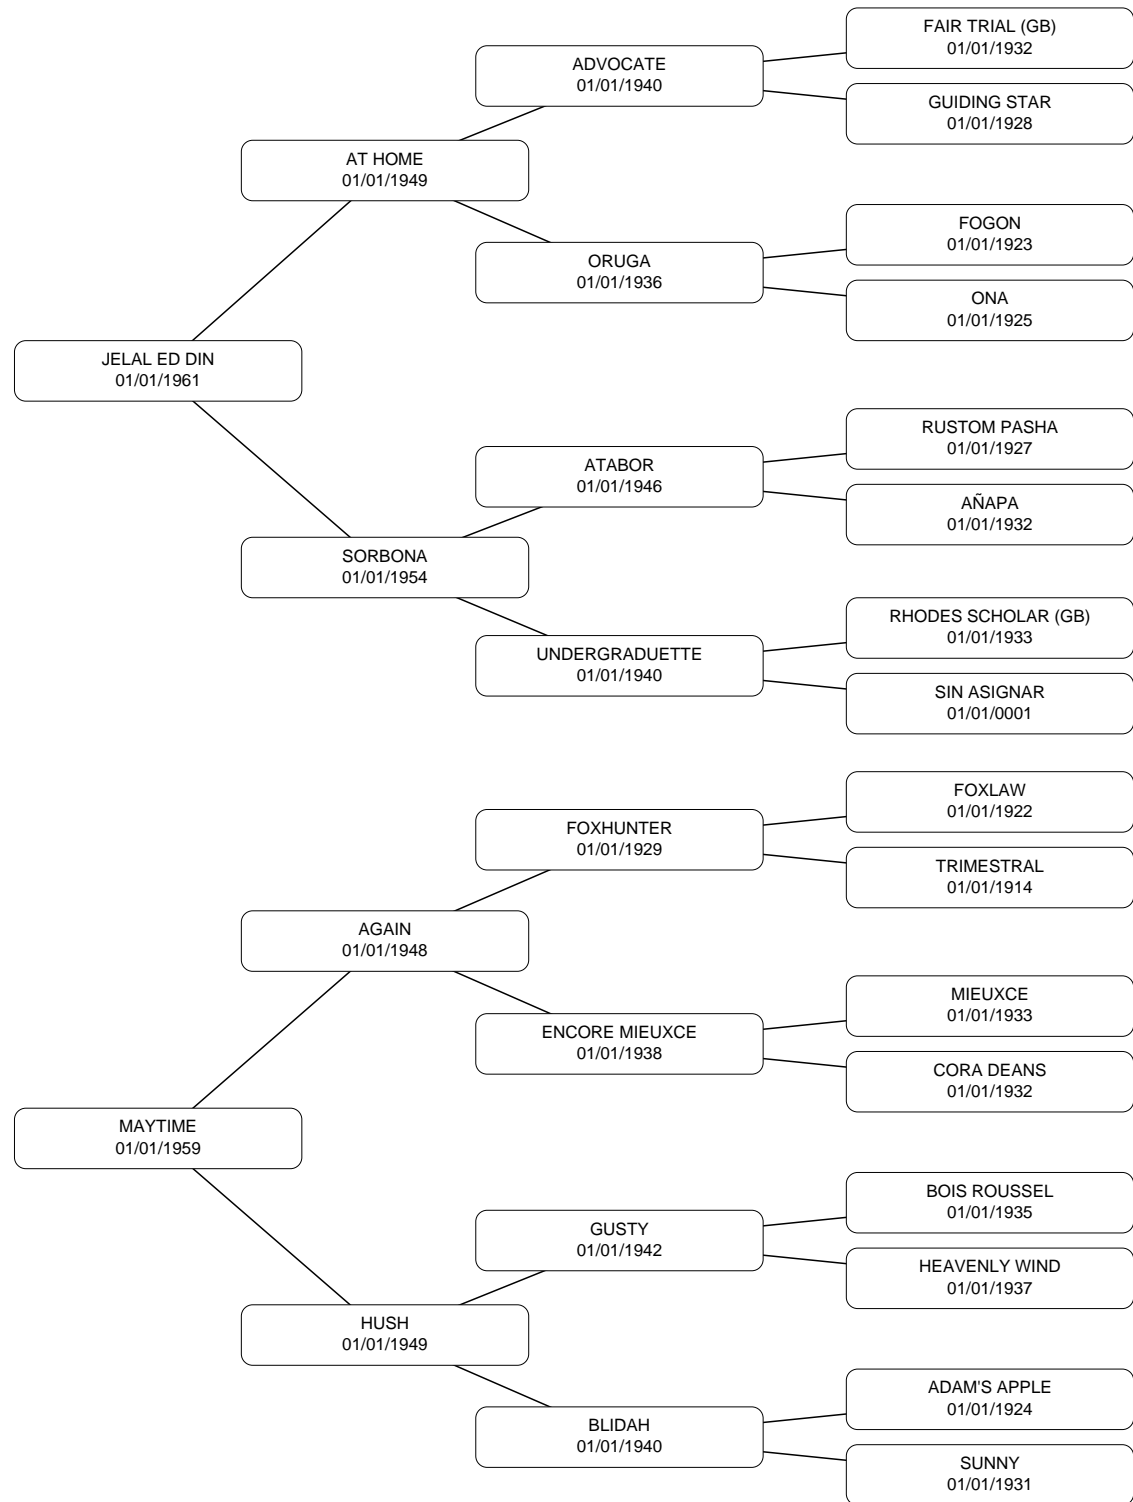 FAIR TRIAL (GB)
01/01/1932
ADVOCATE
01/01/1940
GUIDING STAR
01/01/1928
AT HOME
01/01/1949
FOGON
01/01/1923
ORUGA
01/01/1936
ONA
01/01/1925
JELAL ED DIN
01/01/1961
RUSTOM PASHA
01/01/1927
ATABOR
01/01/1946
AÑAPA
01/01/1932
SORBONA
01/01/1954
RHODES SCHOLAR (GB)
01/01/1933
UNDERGRADUETTE
01/01/1940
SIN ASIGNAR
01/01/0001
FOXLAW
01/01/1922
FOXHUNTER
01/01/1929
TRIMESTRAL
01/01/1914
AGAIN
01/01/1948
MIEUXCE
01/01/1933
ENCORE MIEUXCE
01/01/1938
CORA DEANS
01/01/1932
MAYTIME
01/01/1959
BOIS ROUSSEL
01/01/1935
GUSTY
01/01/1942
HEAVENLY WIND
01/01/1937
HUSH
01/01/1949
ADAM'S APPLE
01/01/1924
BLIDAH
01/01/1940
SUNNY
01/01/1931